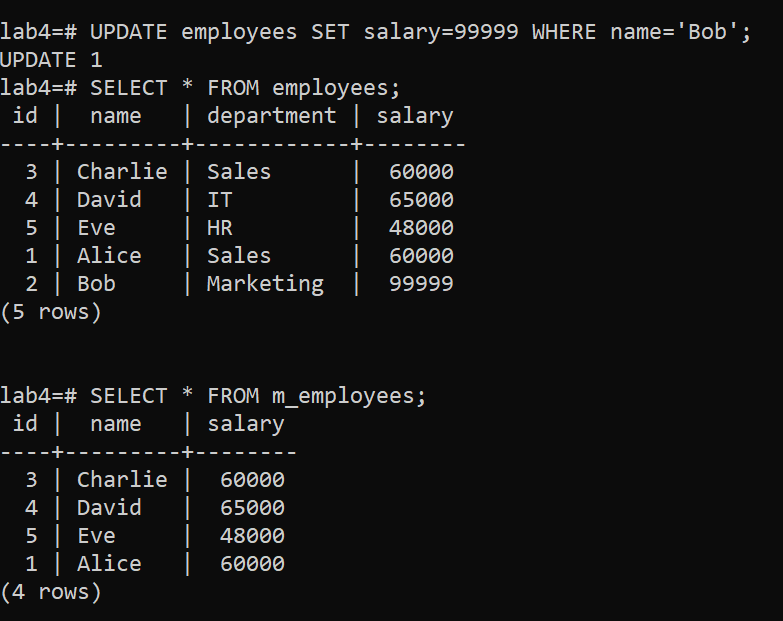 lab4=# UPDATE employees SET salary=99999 WHERE name='Bob';
UPDATE 1
lab4=# SELECT * FROM employees;
 id |  name   | department | salary
----+---------+------------+--------
  3 | Charlie | Sales      |  60000
  4 | David   | IT         |  65000
  5 | Eve     | HR         |  48000
  1 | Alice   | Sales      |  60000
  2 | Bob     | Marketing  |  99999
(5 rows)
lab4=# SELECT * FROM m_employees;
 id |  name   | salary
----+---------+--------
  3 | Charlie |  60000
  4 | David   |  65000
  5 | Eve     |  48000
  1 | Alice   |  60000
(4 rows)